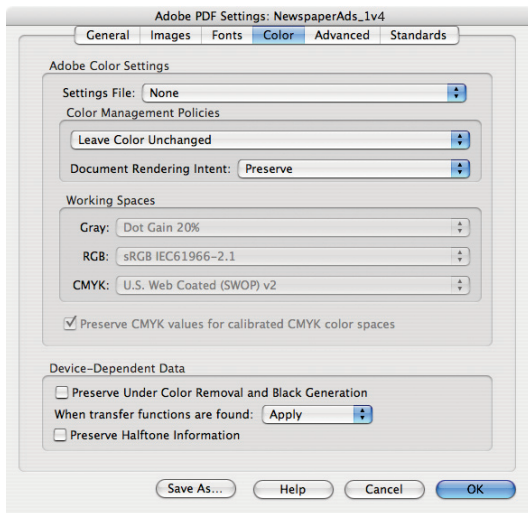 Adobe PDF Settings: NewspaperAds_1v4
General Images Fonts Color Advanced Standards
Adobe Color Settings
Settings File: None
Color Management Policies
Leave Color Unchanged
Document Rendering Intent: Preserve
Working Spaces
Gray: Dot Gain 20%
RGB: sRGB IEC61966-2.1
CMYK: U.S. Web Coated (SWOP) v2
Preserve CMYK values for calibrated CMYK color spaces
Device-Dependent Data
Preserve Under Color Removal and Black Generation
When transfer functions are found: Apply
Preserve Halftone Information
Save As... Help Cancel OK